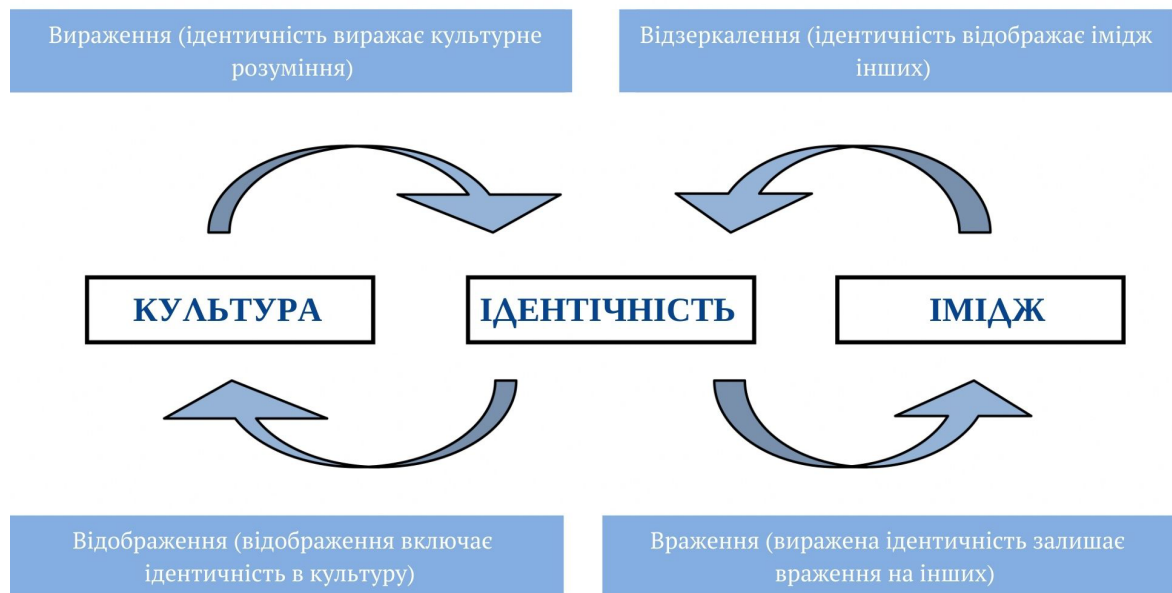 Вираження (ідентичність виражає культурне
розуміння)
Відзеркалення (ідентичність відображає імідж
інших)
КУЛЬТУРА
ІДЕНТІЧНІСТЬ
ІМІДЖ
Відображення (відображення включає
ідентичність в культуру)
Враження (виражена ідентичність залишає
враження на інших)